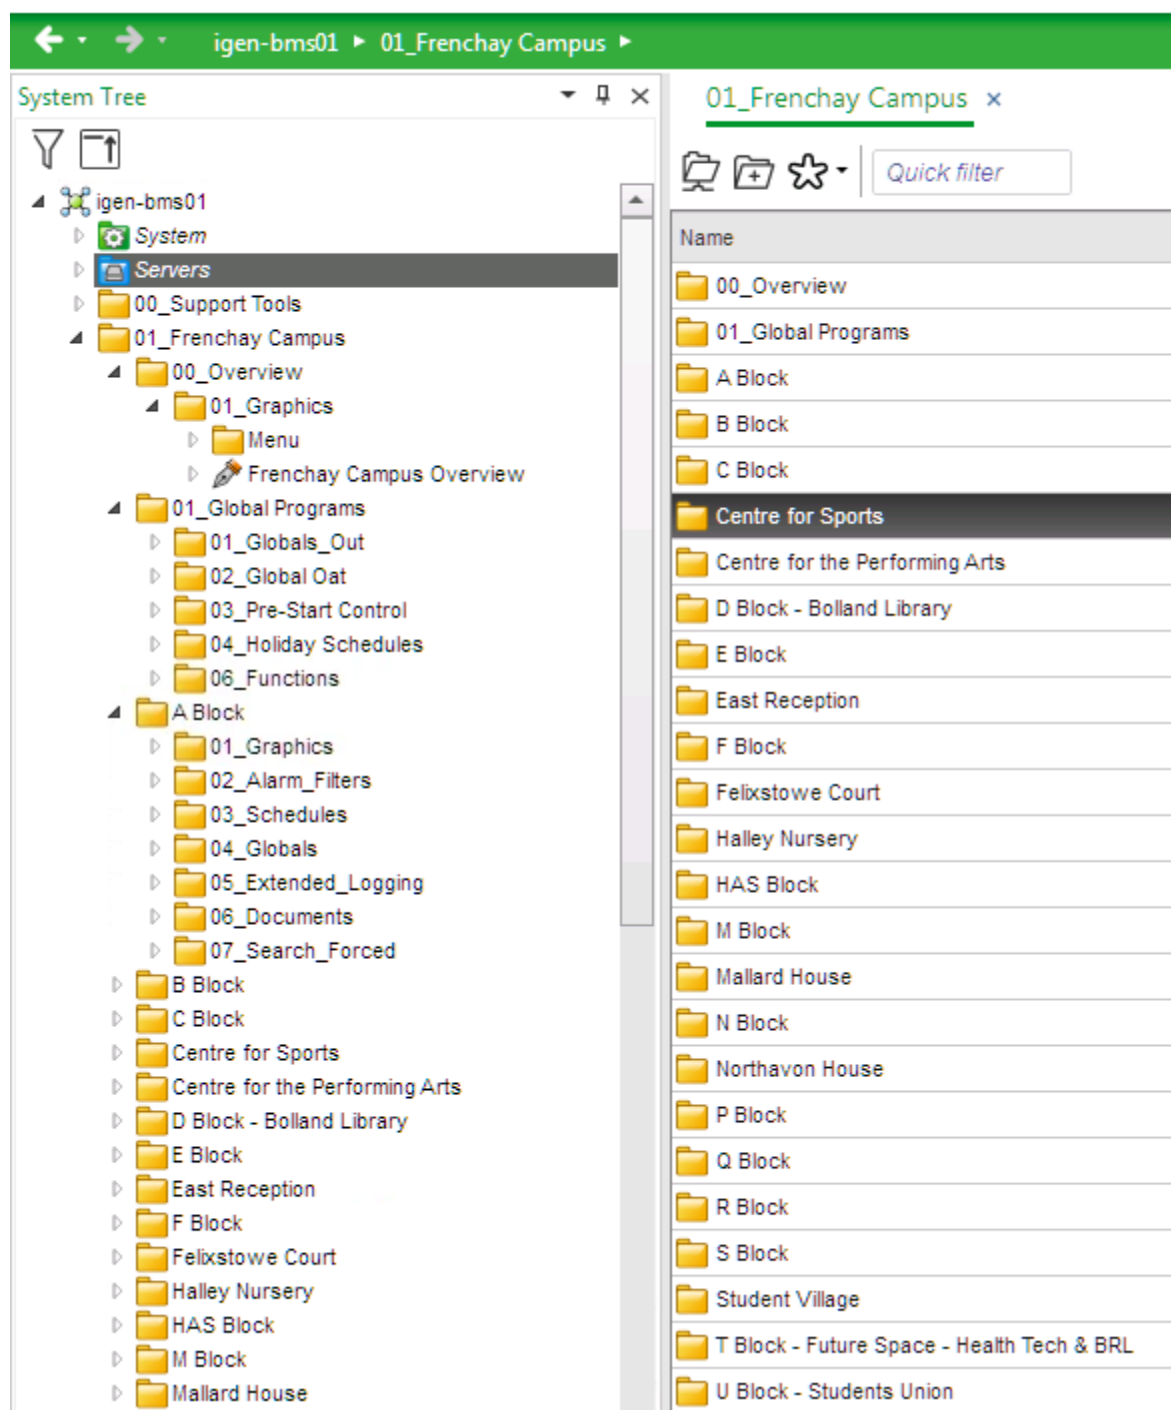 igen-bms01 ▸ 01_Frenchay Campus ▸
System Tree
igen-bms01
System
Servers
00_Support Tools
01_Frenchay Campus
00_Overview
01_Graphics
Menu
Frenchay Campus Overview
01_Global Programs
01_Globals_Out
02_Global Oat
03_Pre-Start Control
04_Holiday Schedules
06_Functions
A Block
01_Graphics
02_Alarm_Filters
03_Schedules
04_Globals
05_Extended_Logging
06_Documents
07_Search_Forced
B Block
C Block
Centre for Sports
Centre for the Performing Arts
D Block - Bolland Library
E Block
East Reception
F Block
Felixstowe Court
Halley Nursery
HAS Block
M Block
Mallard House
01_Frenchay Campus
Quick filter
Name
00_Overview
01_Global Programs
A Block
B Block
C Block
Centre for Sports
Centre for the Performing Arts
D Block - Bolland Library
E Block
East Reception
F Block
Felixstowe Court
Halley Nursery
HAS Block
M Block
Mallard House
N Block
Northavon House
P Block
Q Block
R Block
S Block
Student Village
T Block - Future Space - Health Tech & BRL
U Block - Students Union